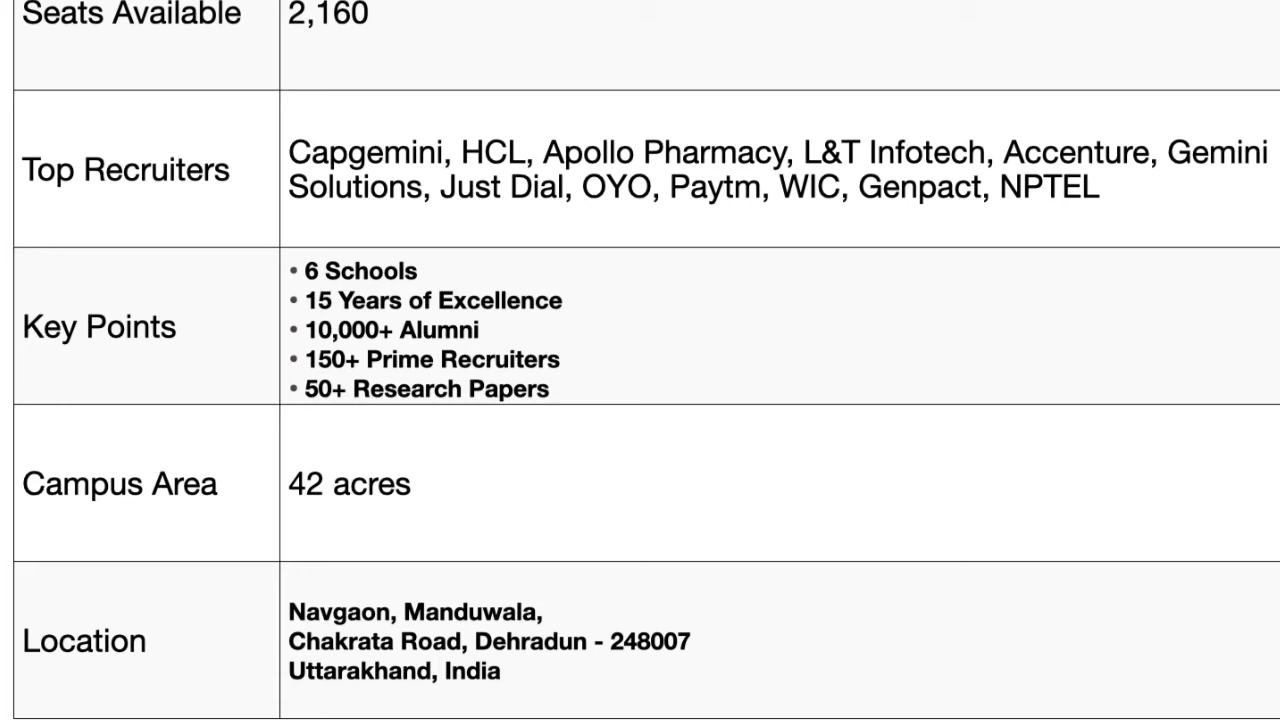 Seats Available 2,160
Top Recruiters
Capgemini, HCL, Apollo Pharmacy, L&T Infotech, Accenture, Gemini
Solutions, Just Dial, OYO, Paytm, WIC, Genpact, NPTEL
Key Points
• 6 Schools
• 15 Years of Excellence
• 10,000+ Alumni
• 150+ Prime Recruiters
• 50+ Research Papers
Campus Area 42 acres
Location
Navgaon, Manduwala,
Chakrata Road, Dehradun - 248007
Uttarakhand, India